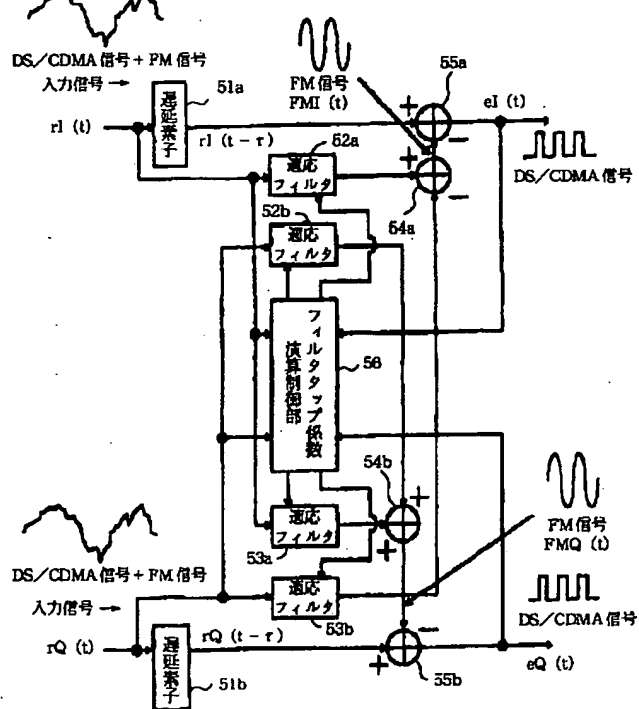 DS/CDMA信号+FM信号
入力信号 →
rI (t)
遅延素子
51a
rI (t-τ)
FM信号
FMI (t)
55a
+
−
eI (t)
DS/CDMA信号
52a
適応
フィルタ
+
−
54a
52b
適応
フィルタ
フィルタタップ係数
演算制御部
56
54b
+
+
適応
フィルタ
53a
適応
フィルタ
53b
FM信号
FMQ (t)
DS/CDMA信号
DS/CDMA信号+FM信号
入力信号 →
rQ (t)
遅延素子
51b
rQ (t-τ)
−
+
55b
eQ (t)